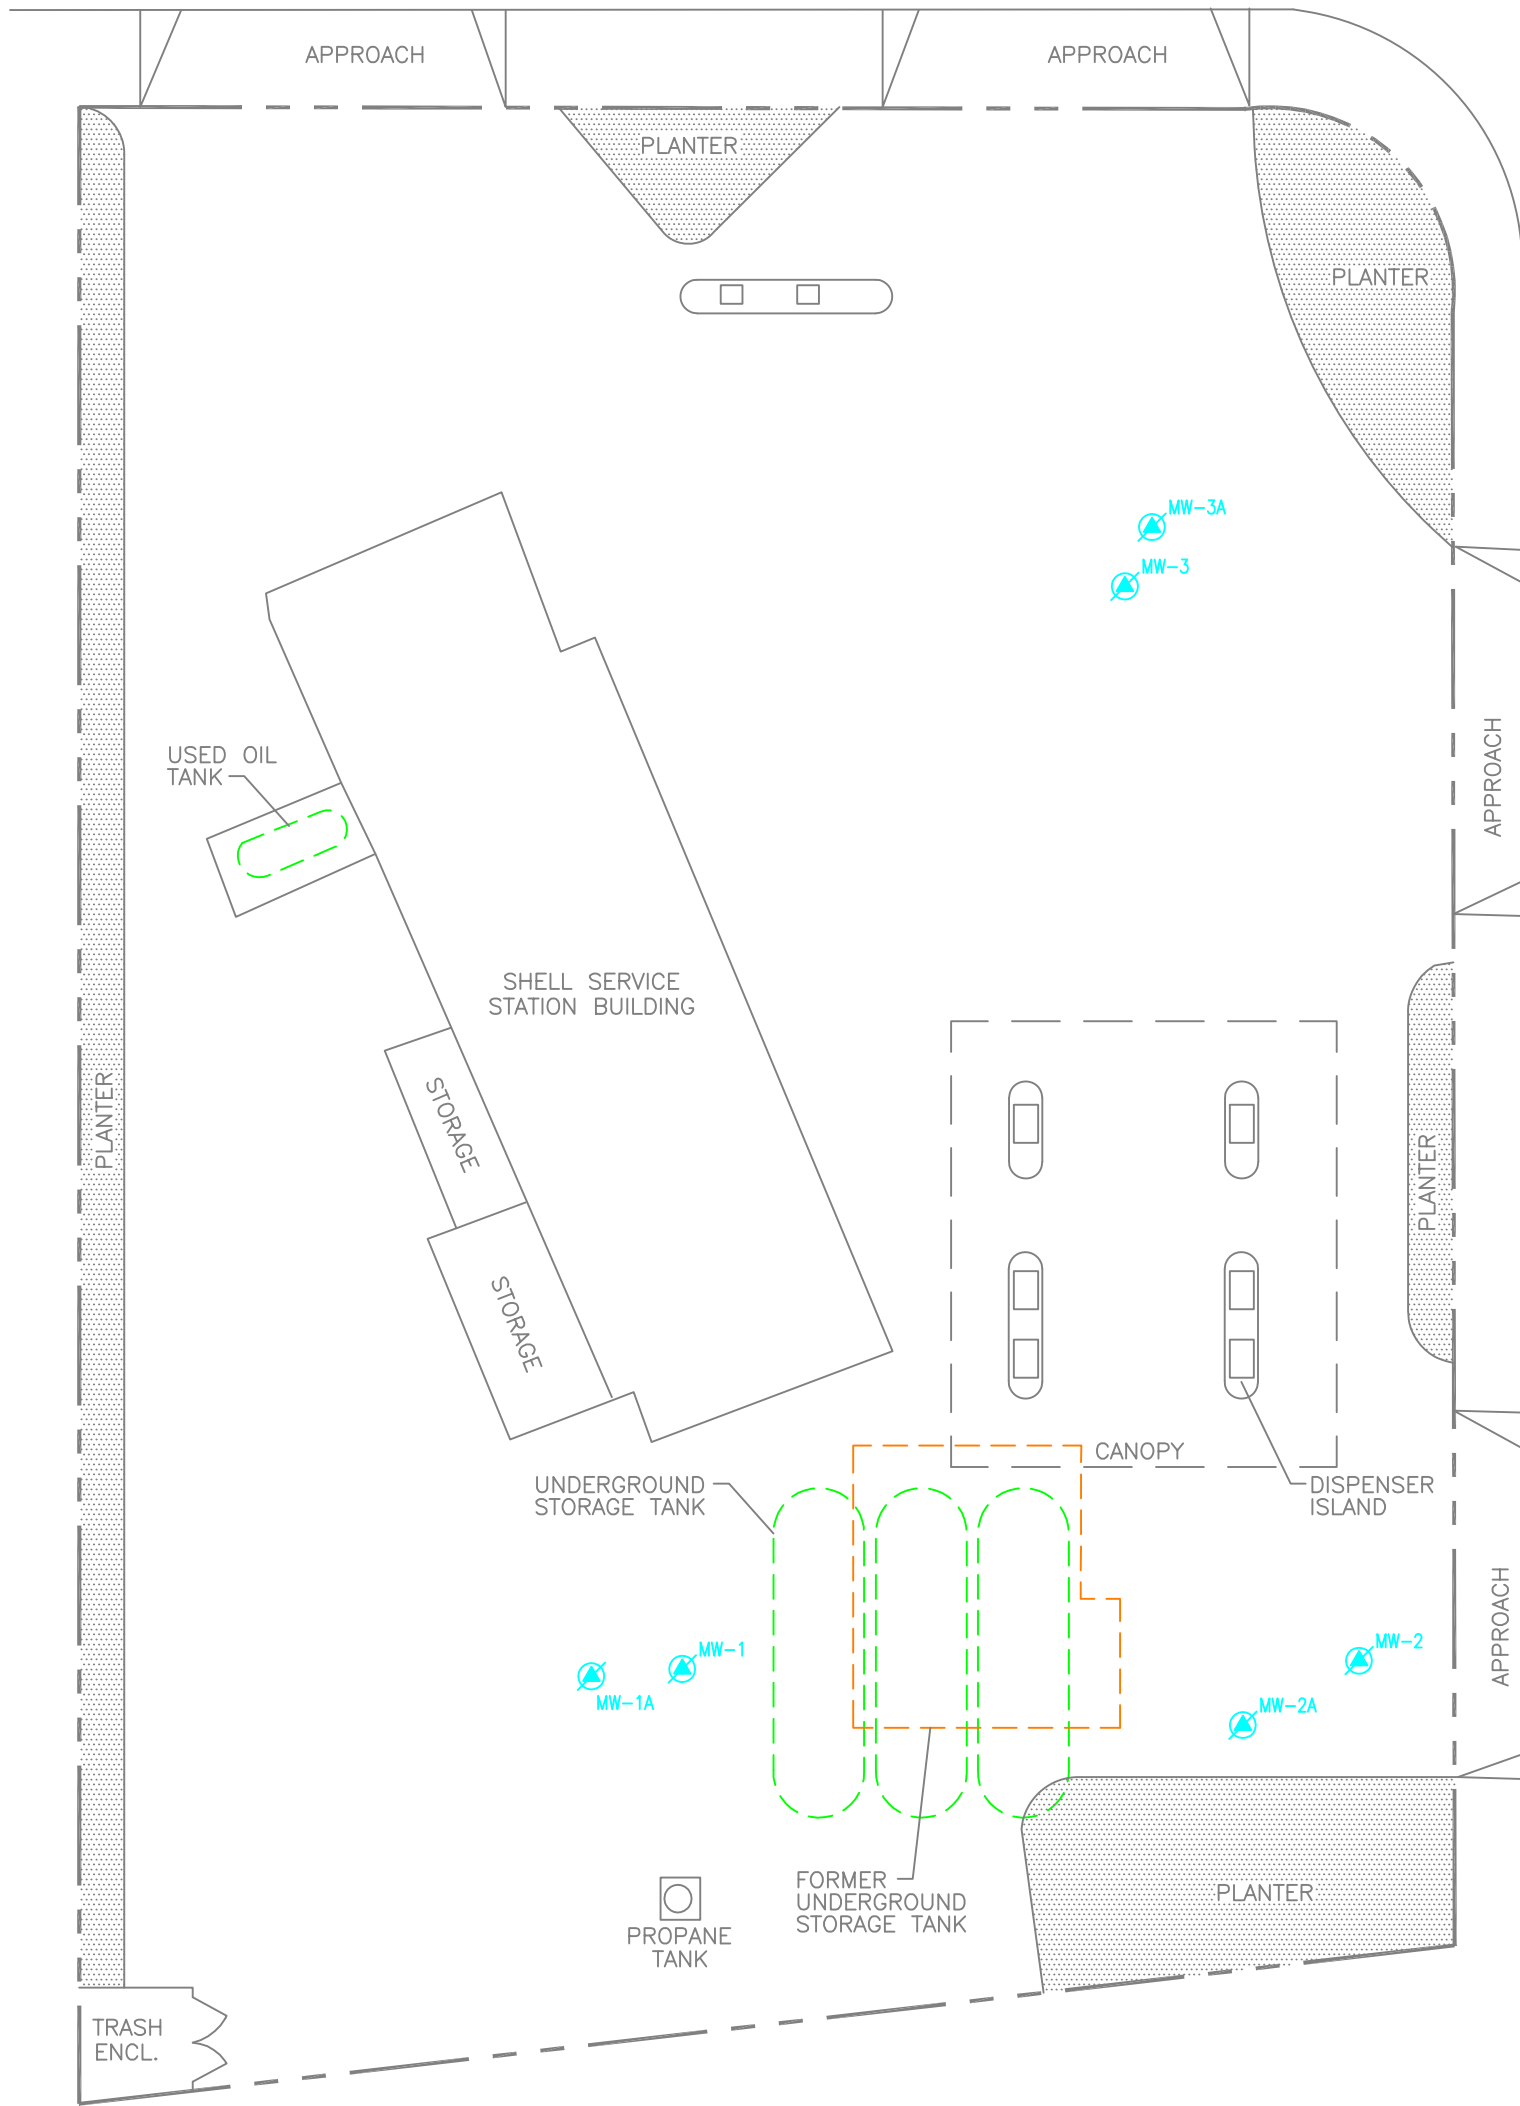 APPROACH
APPROACH
PLANTER
PLANTER
MW-3A
MW-3
USED OIL
TANK
APPROACH
SHELL SERVICE
STATION BUILDING
PLANTER
STORAGE
PLANTER
STORAGE
CANOPY
UNDERGROUND
STORAGE TANK
DISPENSER
ISLAND
APPROACH
MW-1
MW-1A
MW-2
MW-2A
FORMER
UNDERGROUND
STORAGE TANK
PLANTER
PROPANE
TANK
TRASH
ENCL.